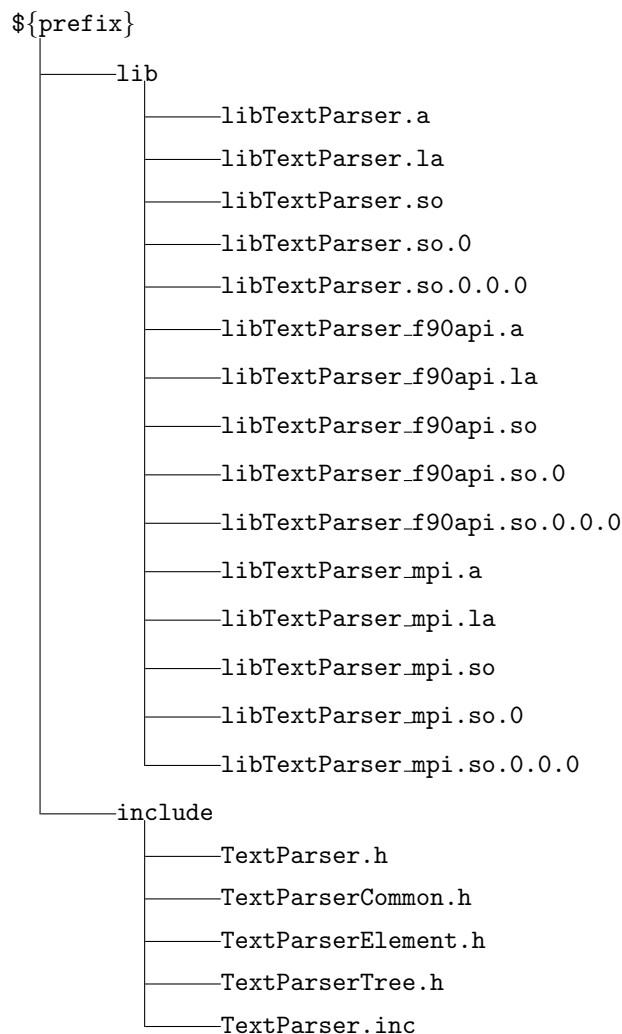 ${prefix}
lib
libTextParser.a
libTextParser.la
libTextParser.so
libTextParser.so.0
libTextParser.so.0.0.0
libTextParser_f90api.a
libTextParser_f90api.la
libTextParser_f90api.so
libTextParser_f90api.so.0
libTextParser_f90api.so.0.0.0
libTextParser_mpi.a
libTextParser_mpi.la
libTextParser_mpi.so
libTextParser_mpi.so.0
libTextParser_mpi.so.0.0.0
include
TextParser.h
TextParserCommon.h
TextParserElement.h
TextParserTree.h
TextParser.inc